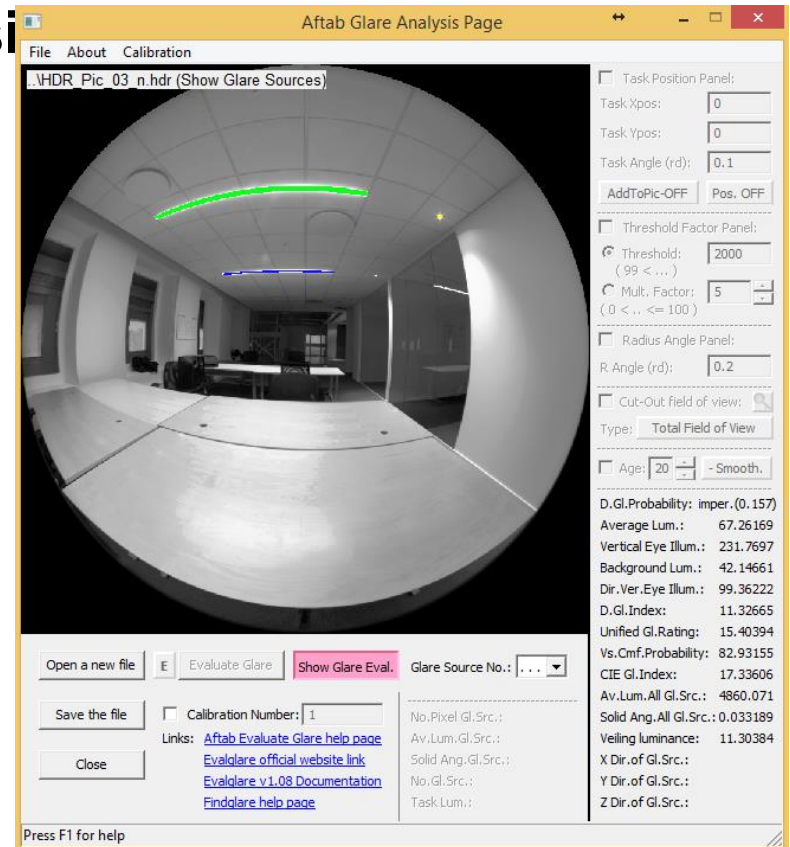 si
Aftab Glare Analysis Page
File About Calibration
..\HDR_Pic_03_n.hdr (Show Glare Sources)
Task Position Panel:
Task Xpos: 0
Task Ypos: 0
Task Angle (rd): 0.1
AddToPic-OFF Pos. OFF
Threshold Factor Panel:
Threshold: 2000
( 99 < ... )
Mult. Factor: 5
( 0 < .. <= 100 )
Radius Angle Panel:
R Angle (rd): 0.2
Cut-Out field of view:
Type: Total Field of View
Age: 20 - Smooth.
D.Gl.Probability: imper.(0.157)
Average Lum.: 67.26169
Vertical Eye Illum.: 231.7697
Background Lum.: 42.14661
Dir.Ver.Eye Illum.: 99.36222
D.Gl.Index: 11.32665
Unified Gl.Rating: 15.40394
Vs.Cmf.Probability: 82.93155
CIE Gl.Index: 17.33606
Av.Lum.All Gl.Src.: 4860.071
Solid Ang.All Gl.Src.: 0.033189
Veiling luminance: 11.30384
X Dir.of Gl.Src.:
Y Dir.of Gl.Src.:
Z Dir.of Gl.Src.:
Open a new file E Evaluate Glare Show Glare Eval. Glare Source No.: . . .
Save the file Calibration Number: 1
Close
Links: Aftab Evaluate Glare help page
Evalglare official website link
Evalglare v1.08 Documentation
Findglare help page
No.Pixel Gl.Src.:
Av.Lum.Gl.Src.:
Solid Ang.Gl.Src.:
No.Gl.Src.:
Task Lum.:
Press F1 for help